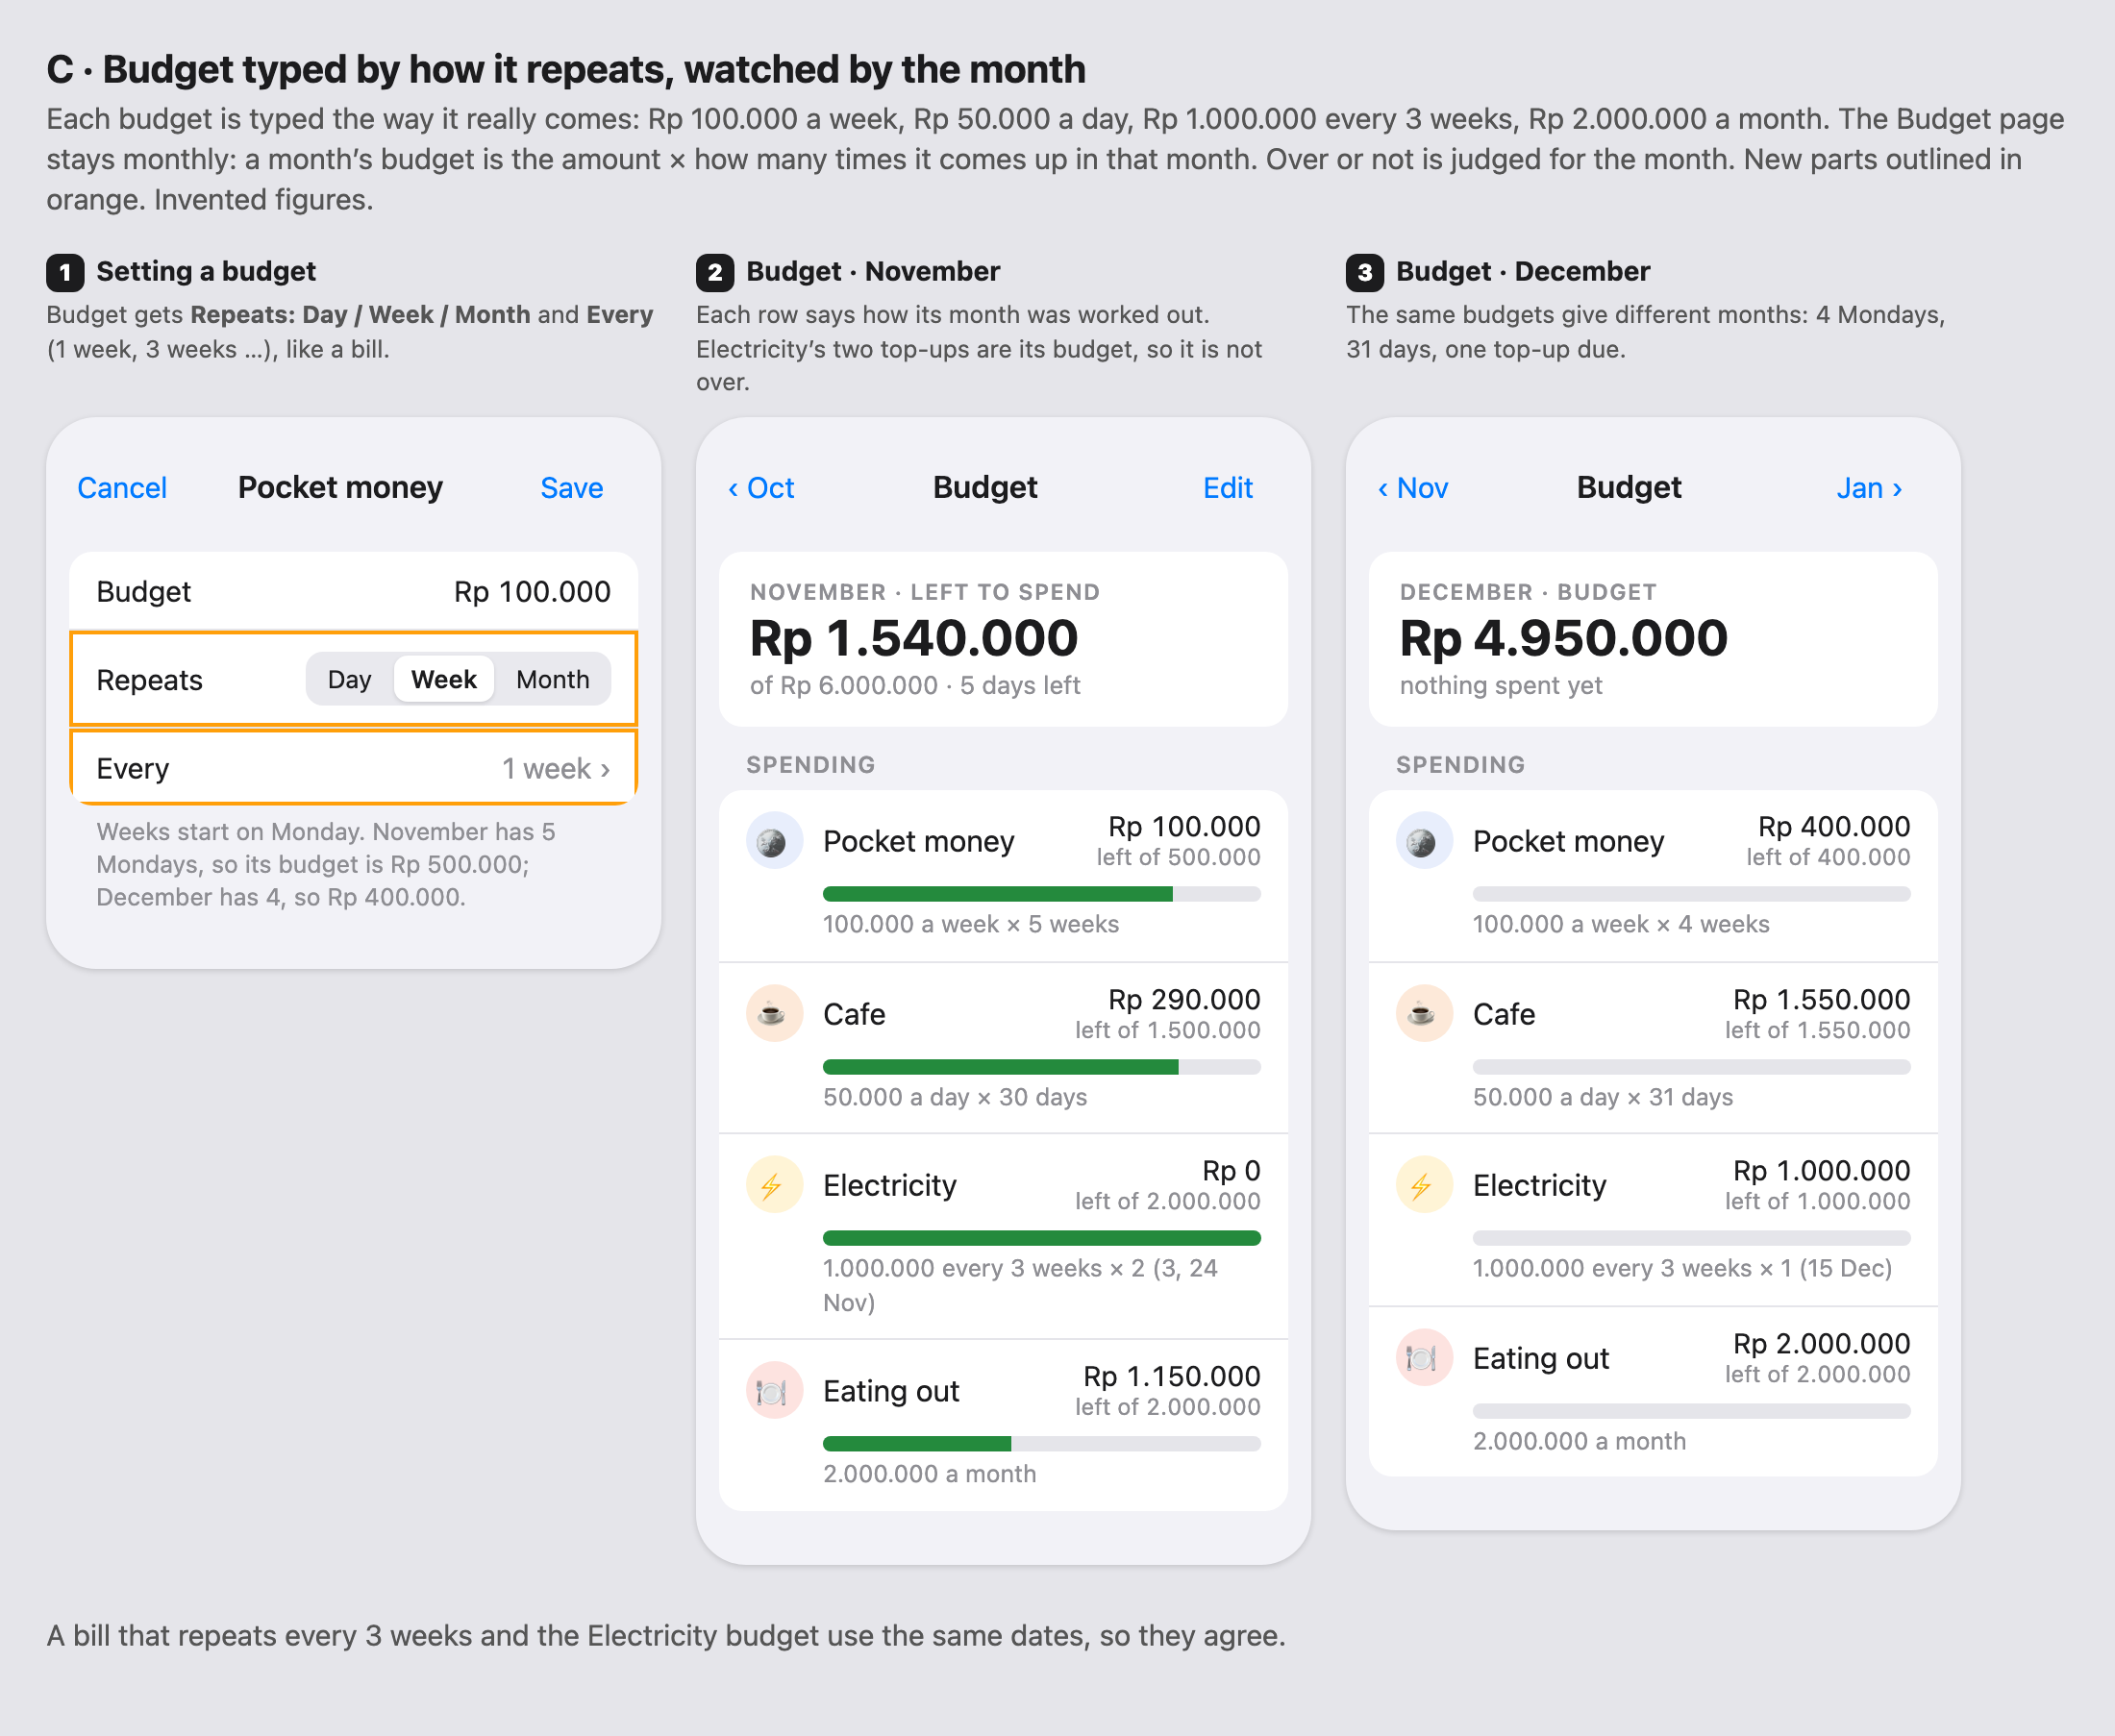 C · Budget typed by how it repeats, watched by the month
Each budget is typed the way it really comes: Rp 100.000 a week, Rp 50.000 a day, Rp 1.000.000 every 3 weeks, Rp 2.000.000 a month. The Budget page
stays monthly: a month’s budget is the amount × how many times it comes up in that month. Over or not is judged for the month. New parts outlined in
orange. Invented figures.
1 Setting a budget
Budget gets Repeats: Day / Week / Month and Every
(1 week, 3 weeks …), like a bill.
Cancel Pocket money Save
Budget Rp 100.000
Repeats Day Week Month
Every 1 week ›
Weeks start on Monday. November has 5
Mondays, so its budget is Rp 500.000;
December has 4, so Rp 400.000.
2 Budget · November
Each row says how its month was worked out.
Electricity’s two top-ups are its budget, so it is not
over.
‹ Oct Budget Edit
NOVEMBER · LEFT TO SPEND
Rp 1.540.000
of Rp 6.000.000 · 5 days left
SPENDING
Pocket money Rp 100.000
left of 500.000
100.000 a week × 5 weeks
Cafe Rp 290.000
left of 1.500.000
50.000 a day × 30 days
Electricity Rp 0
left of 2.000.000
1.000.000 every 3 weeks × 2 (3, 24
Nov)
Eating out Rp 1.150.000
left of 2.000.000
2.000.000 a month
3 Budget · December
The same budgets give different months: 4 Mondays,
31 days, one top-up due.
‹ Nov Budget Jan ›
DECEMBER · BUDGET
Rp 4.950.000
nothing spent yet
SPENDING
Pocket money Rp 400.000
left of 400.000
100.000 a week × 4 weeks
Cafe Rp 1.550.000
left of 1.550.000
50.000 a day × 31 days
Electricity Rp 1.000.000
left of 1.000.000
1.000.000 every 3 weeks × 1 (15 Dec)
Eating out Rp 2.000.000
left of 2.000.000
2.000.000 a month
A bill that repeats every 3 weeks and the Electricity budget use the same dates, so they agree.